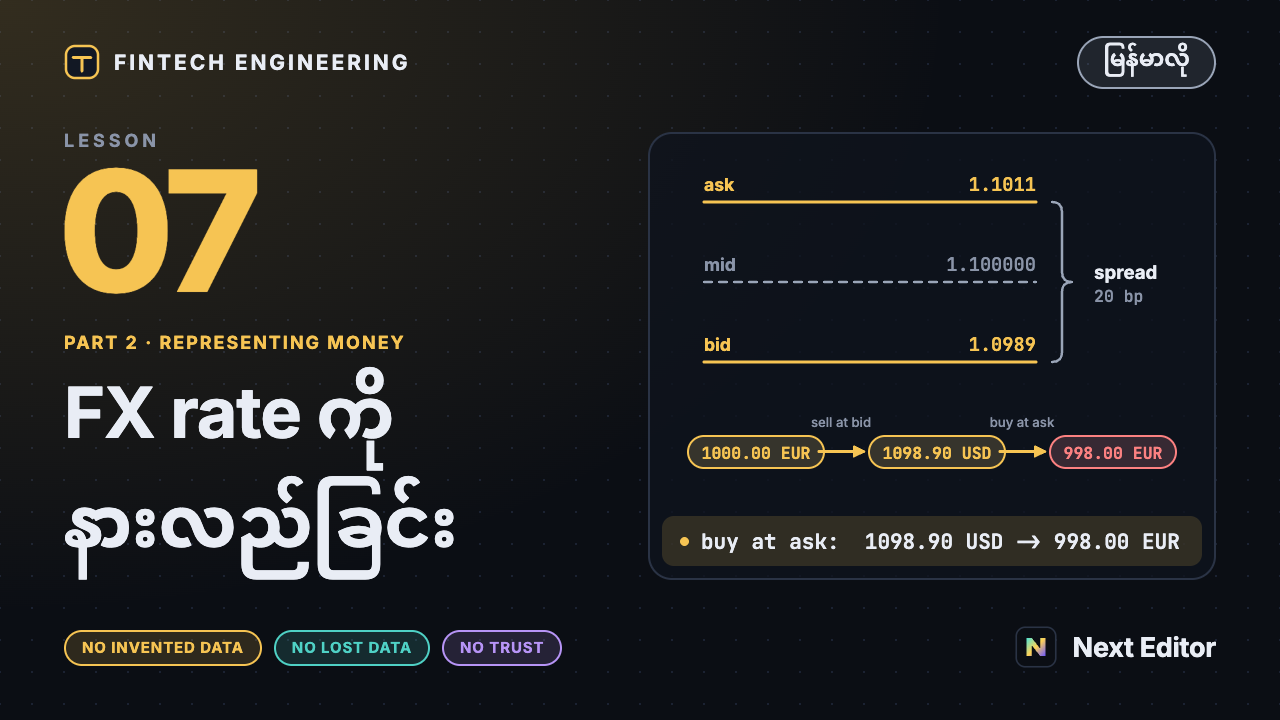 FINTECH ENGINEERING
မြန်မာလို
LESSON
07
PART 2 · REPRESENTING MONEY
FX rate ကို
နားလည်ခြင်း
ask 1.1011
mid 1.100000
bid 1.0989
spread
20 bp
sell at bid buy at ask
1000.00 EUR 1098.90 USD 998.00 EUR
buy at ask: 1098.90 USD → 998.00 EUR
NO INVENTED DATA NO LOST DATA NO TRUST
N Next Editor